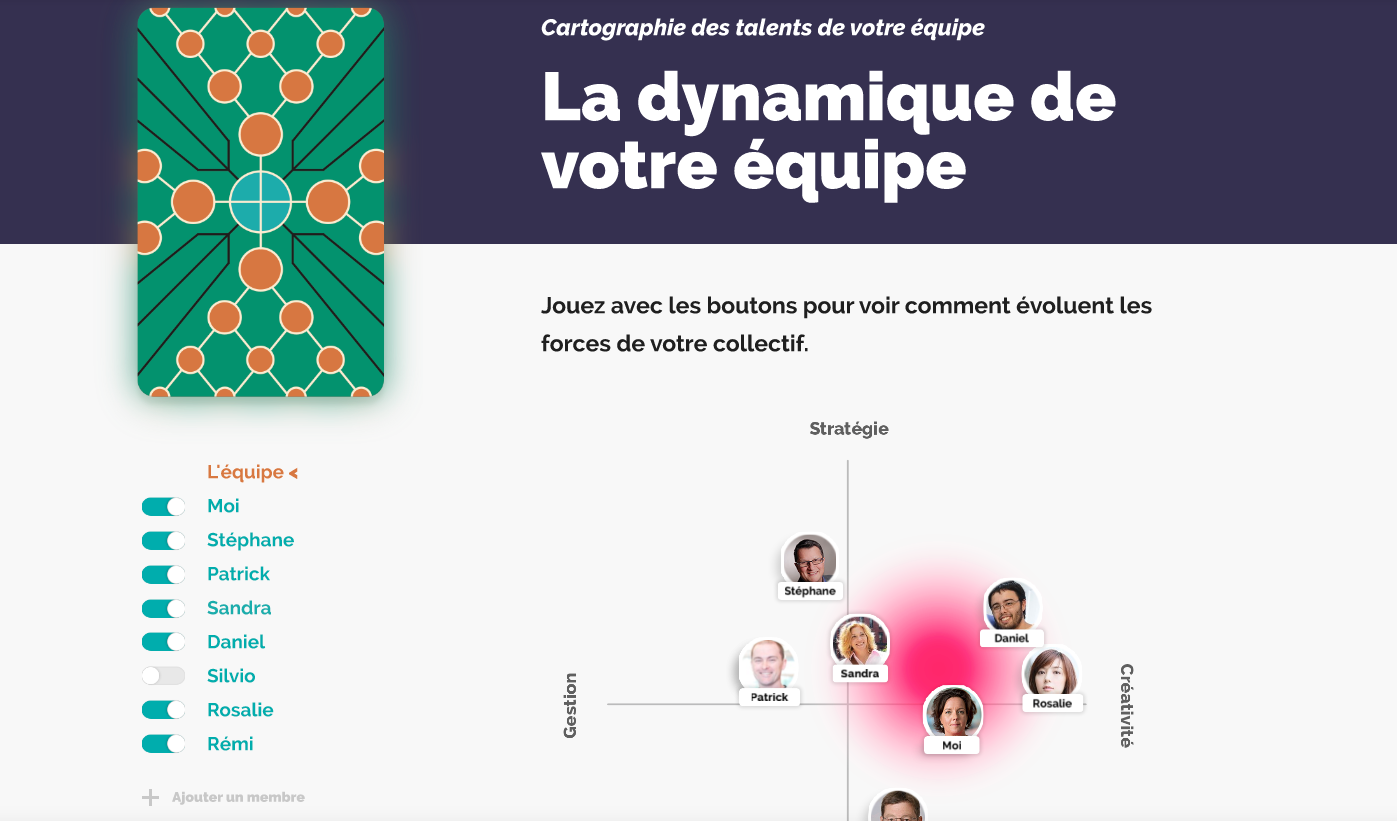 Cartographie des talents de votre équipe
La dynamique de
votre équipe
Jouez avec les boutons pour voir comment évoluent les
forces de votre collectif.
L'équipe <
Moi
Stéphane
Patrick
Sandra
Daniel
Silvio
Rosalie
Rémi
Ajouter un membre
Stratégie
Stéphane
Daniel
Sandra
Patrick
Rosalie
Moi
Gestion
Créativité